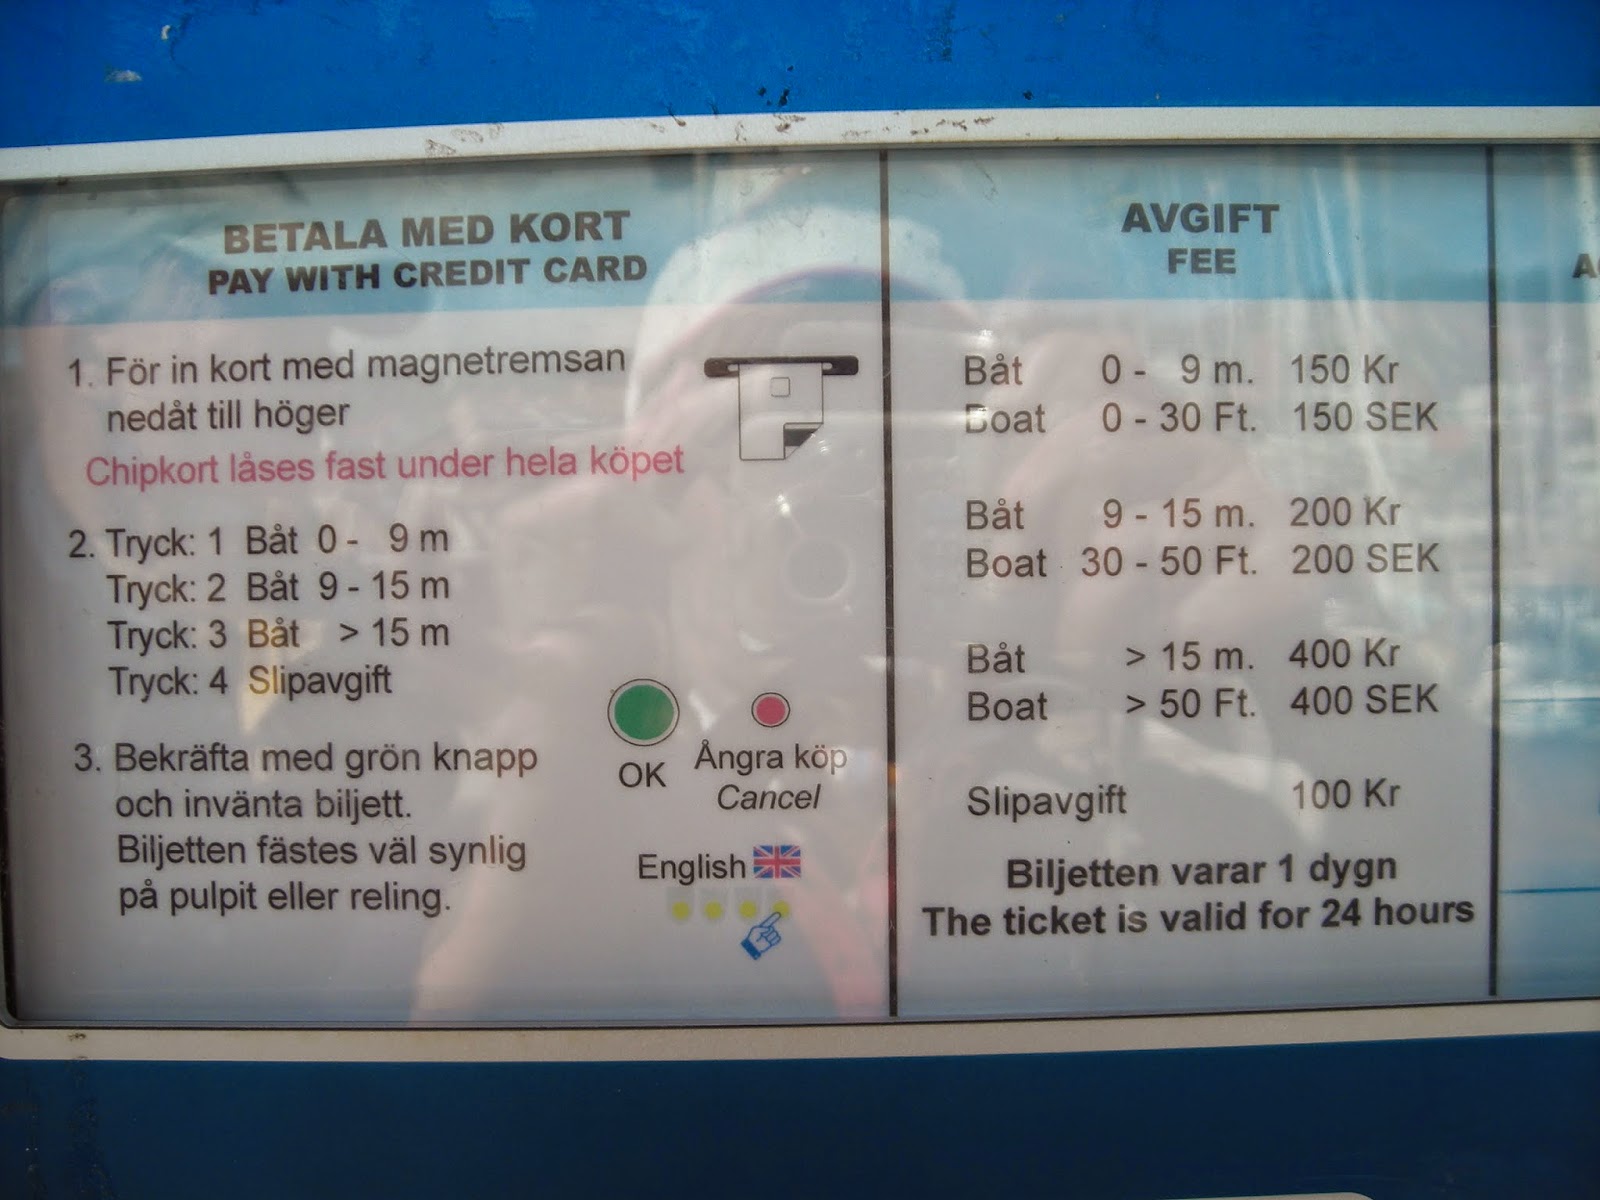 BETALA MED KORT
PAY WITH CREDIT CARD
1. För in kort med magnetremsan
nedåt till höger
Chipkort låses fast under hela köpet
2. Tryck: 1 Båt 0 - 9 m
Tryck: 2 Båt 9 - 15 m
Tryck: 3 Båt > 15 m
Tryck: 4 Slipavgift
3. Bekräfta med grön knapp
och invänta biljett.
Biljetten fästes väl synlig
på pulpit eller reling.
OK
Ångra köp
Cancel
English
AVGIFT
FEE
Båt 0 - 9 m. 150 Kr
Boat 0 - 30 Ft. 150 SEK
Båt 9 - 15 m. 200 Kr
Boat 30 - 50 Ft. 200 SEK
Båt > 15 m. 400 Kr
Boat > 50 Ft. 400 SEK
Slipavgift 100 Kr
Biljetten varar 1 dygn
The ticket is valid for 24 hours